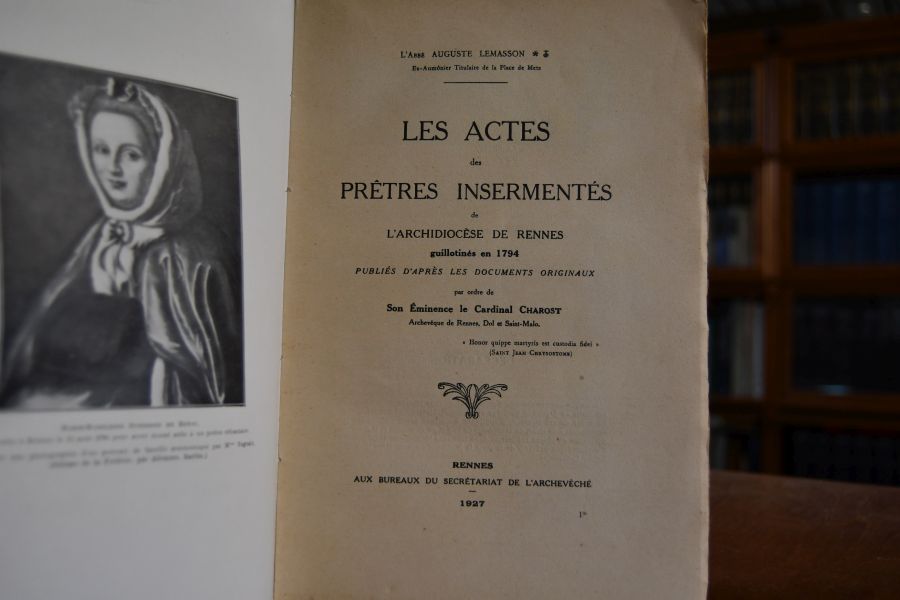 L'Abbé AUGUSTE LEMASSON
Ex-Aumônier Titulaire de la Place de Metz
LES ACTES
des
PRÊTRES INSERMENTÉS
de
L'ARCHIDIOCÈSE DE RENNES
guillotinés en 1794
PUBLIÉS D'APRÈS LES DOCUMENTS ORIGINAUX
par ordre de
Son Éminence le Cardinal CHAROST
Archevêque de Rennes, Dol et Saint-Malo.
« Honor quippe martyris est custodia fidei »
(SAINT JEAN CHRYSOSTOME)
RENNES
AUX BUREAUX DU SECRÉTARIAT DE L'ARCHEVÊCHÉ
1927